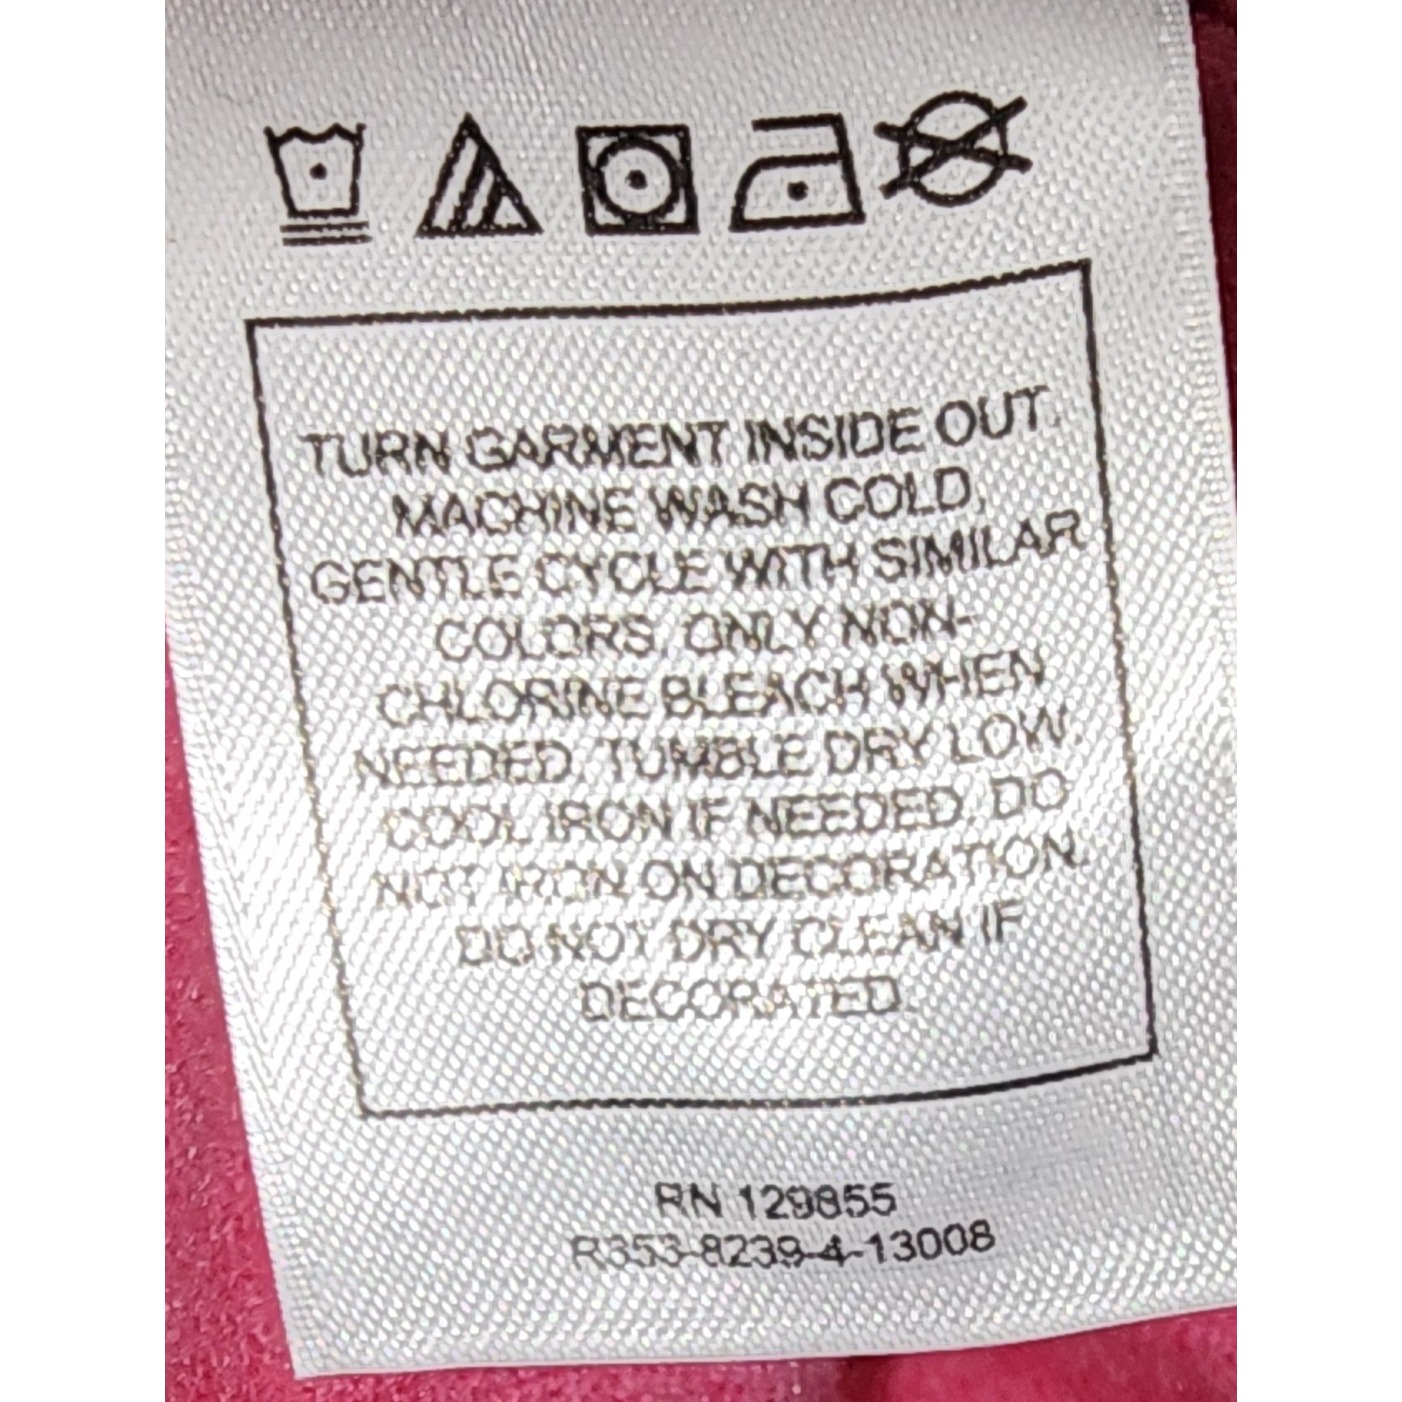 TURN GARMENT INSIDE OUT.
MACHINE WASH COLD,
GENTLE CYCLE WITH SIMILAR
COLORS. ONLY NON-
CHLORINE BLEACH WHEN
NEEDED. TUMBLE DRY LOW.
COOL IRON IF NEEDED. DO
NOT IRON ON DECORATION.
DO NOT DRY CLEAN IF
DECORATED.
RN 129855
R353-8239-4-13008